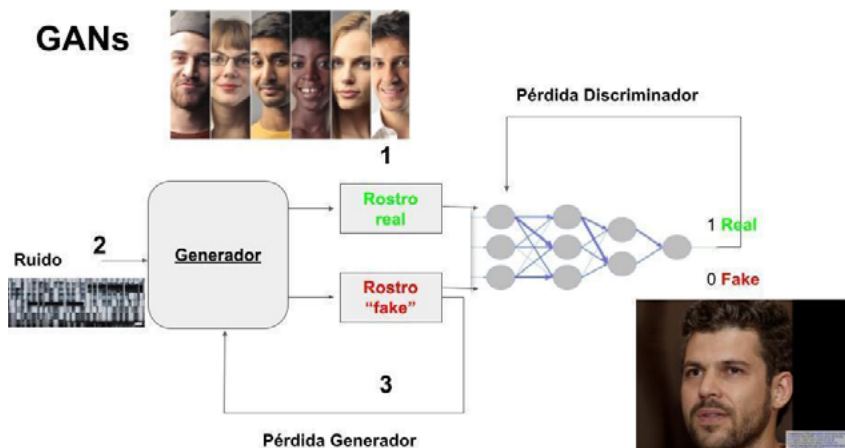 GANs
Pérdida Discriminador
1
Rostro
real
1 Real
2
Ruido
Generador
0 Fake
Rostro
“fake”
3
Pérdida Generador